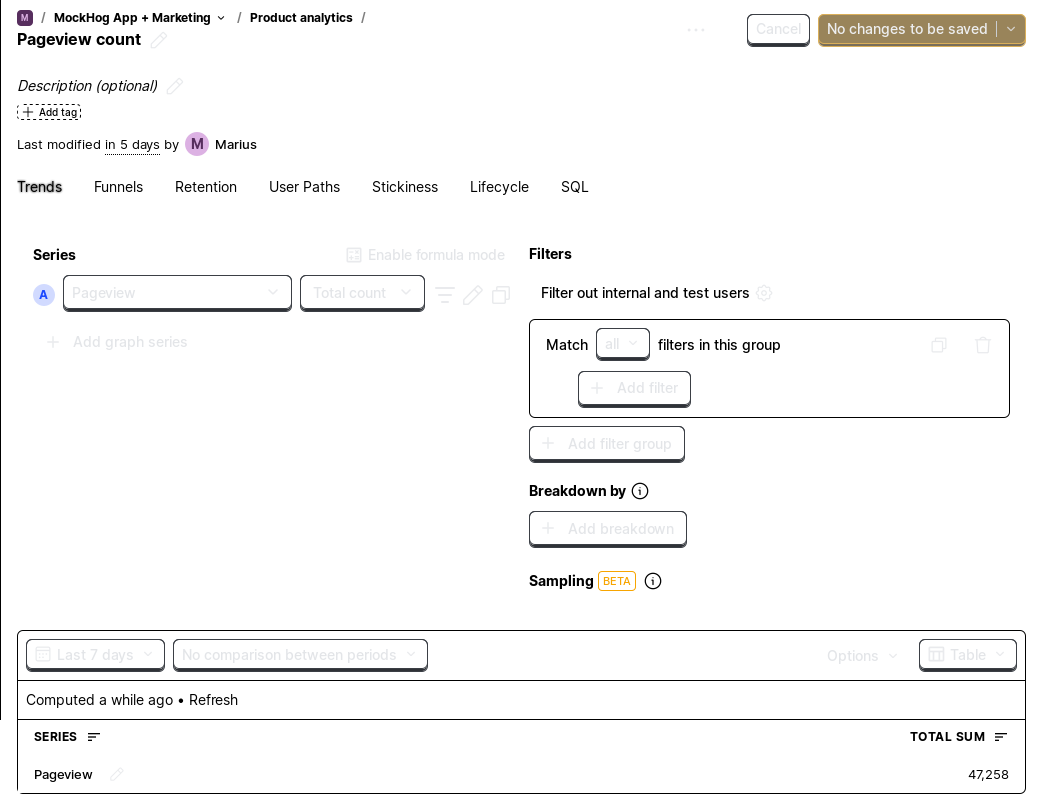 M / MockHog App + Marketing / Product analytics /
Pageview count
Cancel
No changes to be saved
Description (optional)
Add tag
Last modified in 5 days by M Marius
Trends Funnels Retention User Paths Stickiness Lifecycle SQL
Series
Enable formula mode
A Pageview Total count
Add graph series
Filters
Filter out internal and test users
Match all filters in this group
Add filter
Add filter group
Breakdown by
Add breakdown
Sampling BETA
Last 7 days No comparison between periods Options Table
Computed a while ago • Refresh
SERIES TOTAL SUM
Pageview 47,258